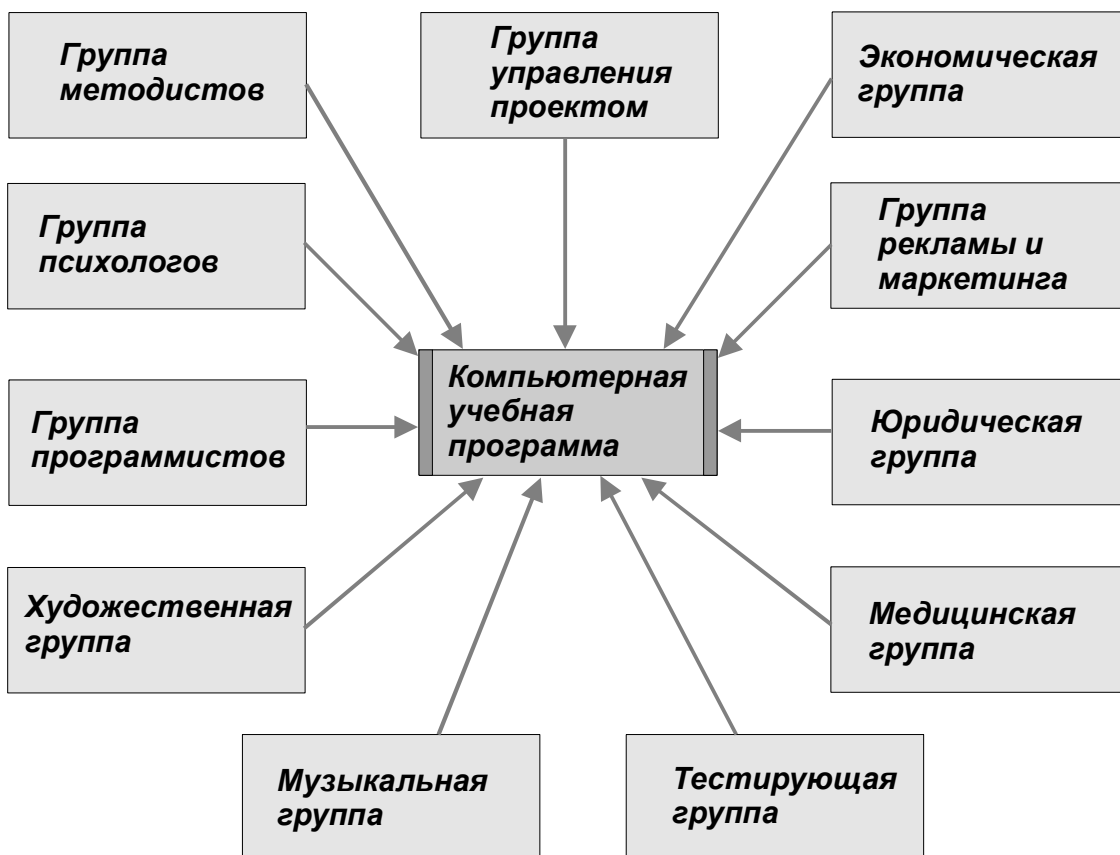 Группа
методистов
Группа
управления
проектом
Экономическая
группа
Группа
психологов
Группа
рекламы и
маркетинга
Компьютерная
учебная
программа
Группа
программистов
Юридическая
группа
Художественная
группа
Медицинская
группа
Музыкальная
группа
Тестирующая
группа